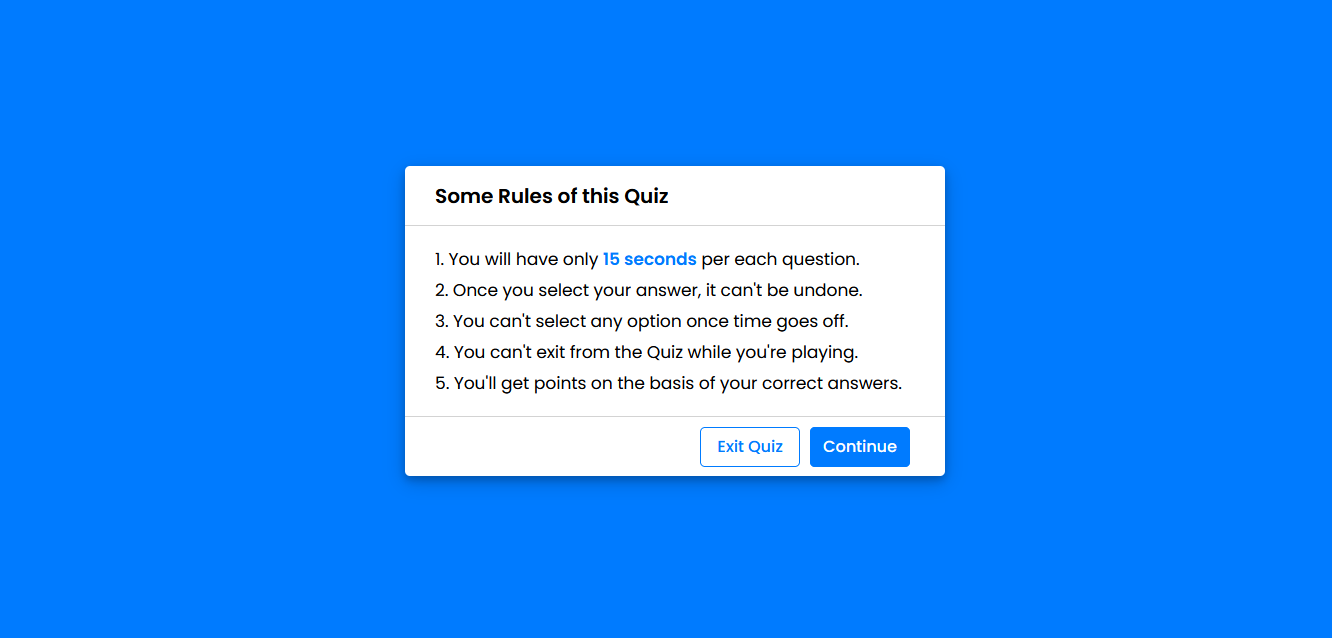 Some Rules of this Quiz
1. You will have only 15 seconds per each question.
2. Once you select your answer, it can't be undone.
3. You can't select any option once time goes off.
4. You can't exit from the Quiz while you're playing.
5. You'll get points on the basis of your correct answers.
Exit Quiz Continue